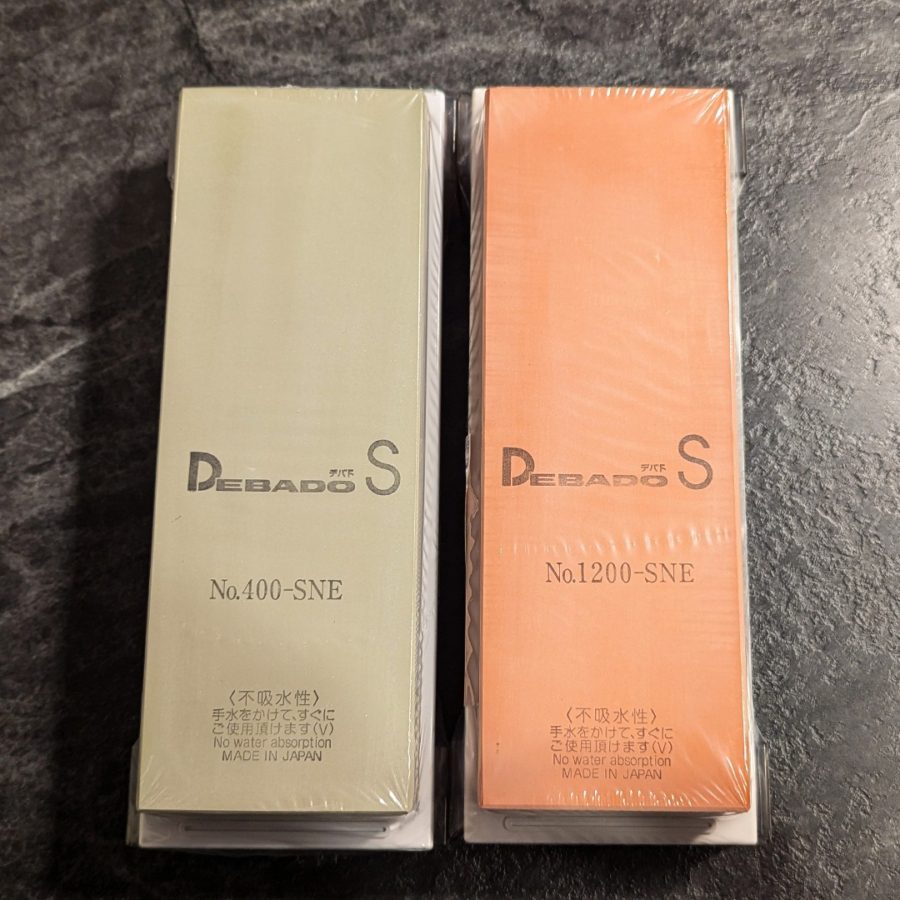 デバド
DEBADO S
No.400-SNE
〈不吸水性〉
手水をかけて、すぐに
ご使用頂けます(V)
No water absorption
MADE IN JAPAN
デバド
DEBADO S
No.1200-SNE
〈不吸水性〉
手水をかけて、すぐに
ご使用頂けます(V)
No water absorption
MADE IN JAPAN